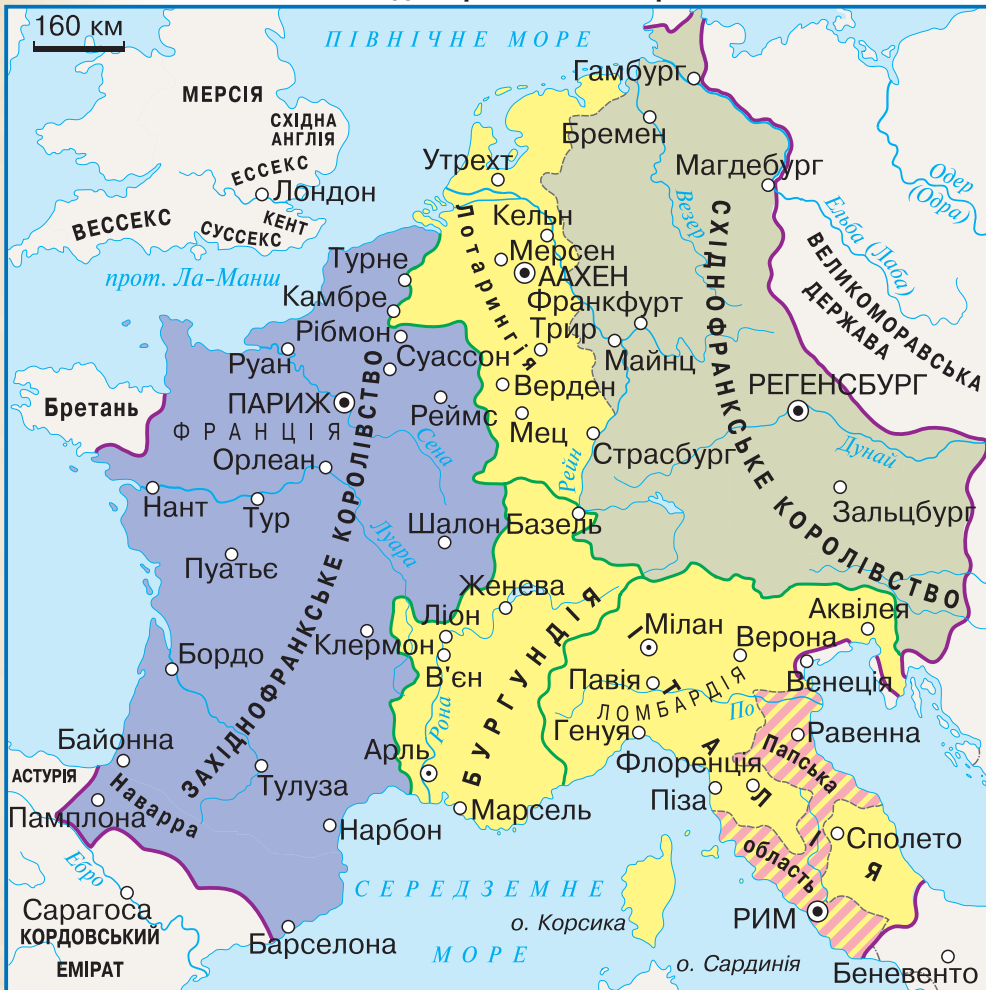 160 км
ПІВНІЧНЕ МОРЕ
Гамбург
МЕРСІЯ
СХІДНА
АНГЛІЯ
Бремен
Утрехт
Магдебург
Одер
(Одра)
ЕССЕКС
Лондон
Везер
ВЕССЕКС
КЕНТ
СУССЕКС
Кельн
Ельба (Лаба)
Лотарингія
Мерсен
ААХЕН
Турне
прот. Ла-Манш
ВЕЛИКОМОРАВСЬКА
ДЕРЖАВА
Камбре
Франкфурт
Рібмон
Трир
Руан
Суассон
Майнц
СХІДНОФРАНКСЬКЕ КОРОЛІВСТВО
Верден
РЕГЕНСБУРГ
Бретань
ПАРИЖ
Реймс
Мец
ФРАНЦІЯ
Сена
Страсбург
Дунай
Орлеан
Рейн
Нант
Тур
Зальцбург
Шалон
Базель
Луара
Пуатьє
ЗАХІДНОФРАНКСЬКЕ КОРОЛІВСТВО
Женева
Ліон
БУРГУНДІЯ
Аквілея
Клермон
Мілан
Верона
Бордо
В'єн
Павія
Венеція
ІТАЛІЯ
ЛОМБАРДІЯ
По
Рона
Генуя
Равенна
Байонна
Арль
Флоренція
Папська
область
АСТУРІЯ
Наварра
Тулуза
Піза
Памплона
Марсель
Нарбон
Сполето
Ебро
СЕРЕДЗЕМНЕ
МОРЕ
Сарагоса
КОРДОВСЬКИЙ
ЕМІРАТ
о. Корсика
РИМ
Барселона
о. Сардинія
Беневенто